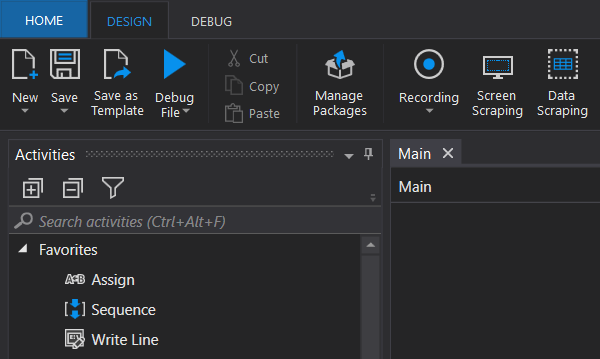 HOME DESIGN DEBUG
New Save Save as Template Debug File Cut Copy Paste Manage Packages Recording Screen Scraping Data Scraping
Activities
Main
Main
Search activities (Ctrl+Alt+F)
Favorites
A=B Assign
Sequence
Write Line